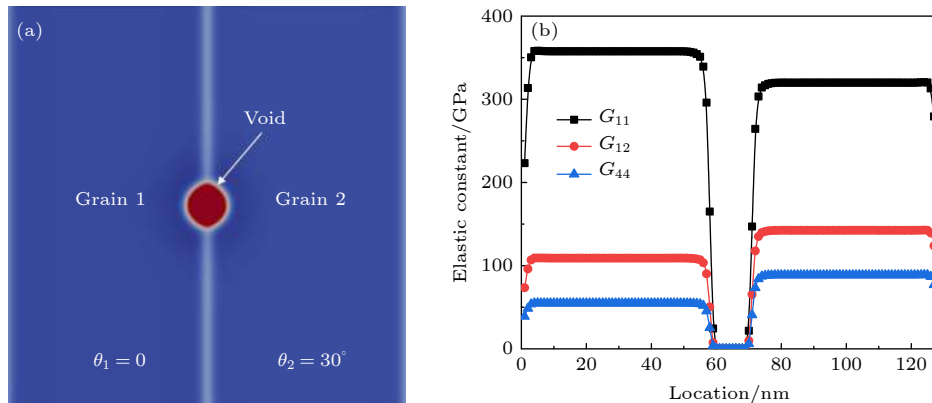 (a)
Void
Grain 1
Grain 2
θ₁ = 0
θ₂ = 30°
(b)
Elastic constant/GPa
400
300
200
100
0
G₁₁
G₁₂
G₄₄
0 20 40 60 80 100 120
Location/nm